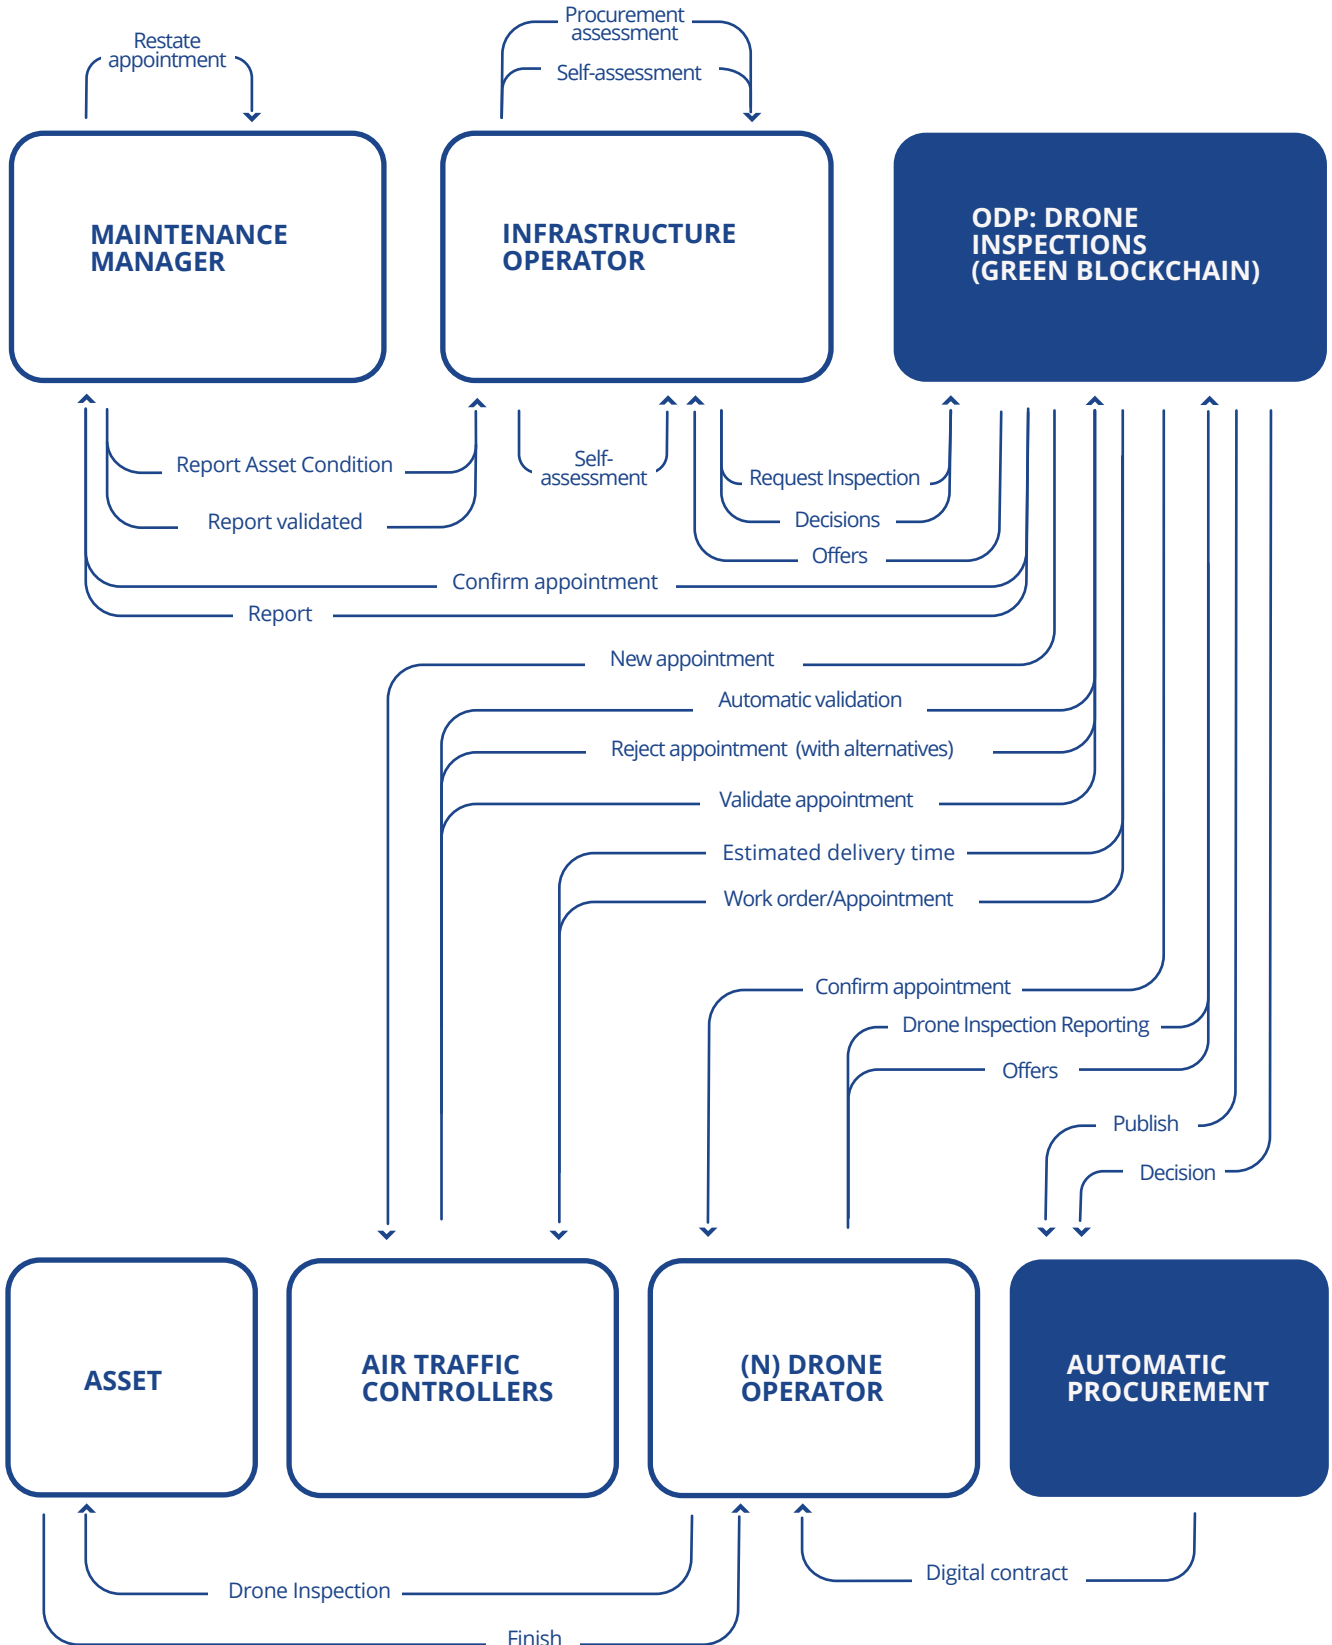 Procurement
assessment
Restate
appointment
Self-assessment
MAINTENANCE
MANAGER
INFRASTRUCTURE
OPERATOR
ODP: DRONE
INSPECTIONS
(GREEN BLOCKCHAIN)
Report Asset Condition
Self-
assessment
Request Inspection
Report validated
Decisions
Offers
Confirm appointment
Report
New appointment
Automatic validation
Reject appointment (with alternatives)
Validate appointment
Estimated delivery time
Work order/Appointment
Confirm appointment
Drone Inspection Reporting
Offers
Publish
Decision
ASSET
AIR TRAFFIC
CONTROLLERS
(N) DRONE
OPERATOR
AUTOMATIC
PROCUREMENT
Digital contract
Drone Inspection
Finish